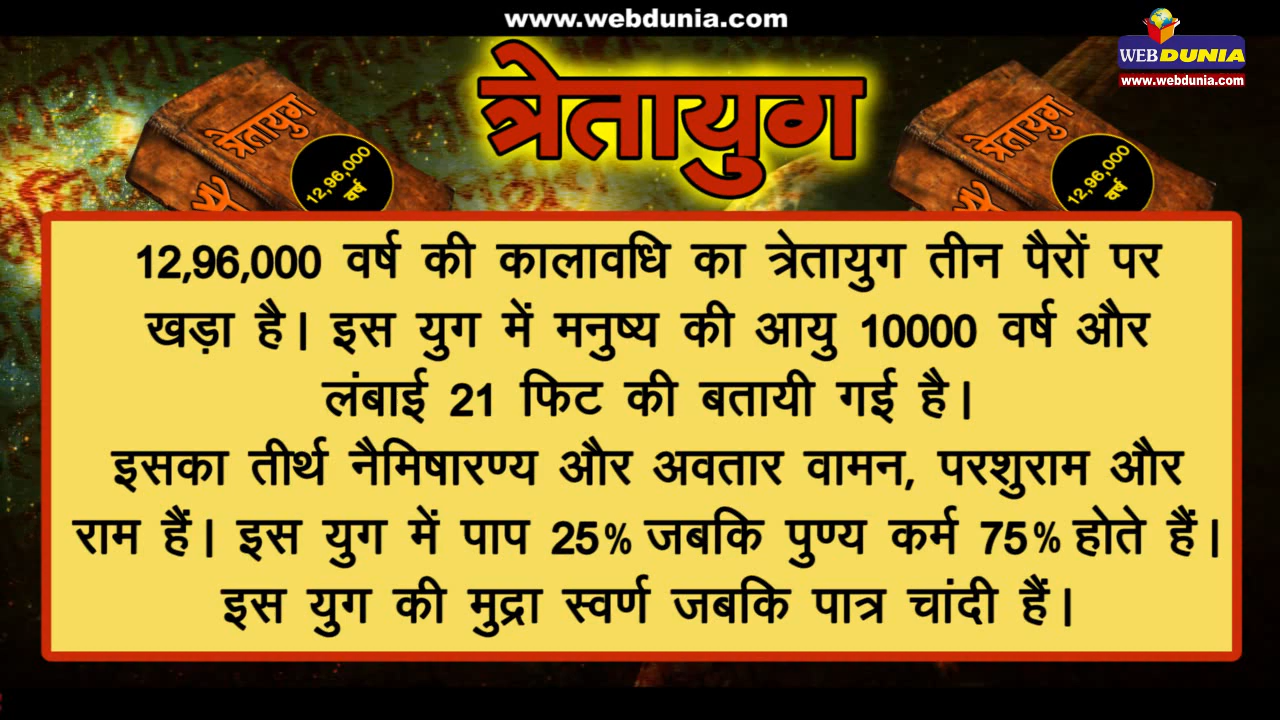 www.webdunia.com
WEBDUNIA
www.webdunia.com
त्रेतायुग
त्रेतायुग
12,96,000
वर्ष
त्रेतायुग
12,96,000
वर्ष
12,96,000 वर्ष की कालावधि का त्रेतायुग तीन पैरों पर
खड़ा है। इस युग में मनुष्य की आयु 10000 वर्ष और
लंबाई 21 फिट की बतायी गई है।
इसका तीर्थ नैमिषारण्य और अवतार वामन, परशुराम और
राम हैं। इस युग में पाप 25% जबकि पुण्य कर्म 75% होते हैं।
इस युग की मुद्रा स्वर्ण जबकि पात्र चांदी हैं।